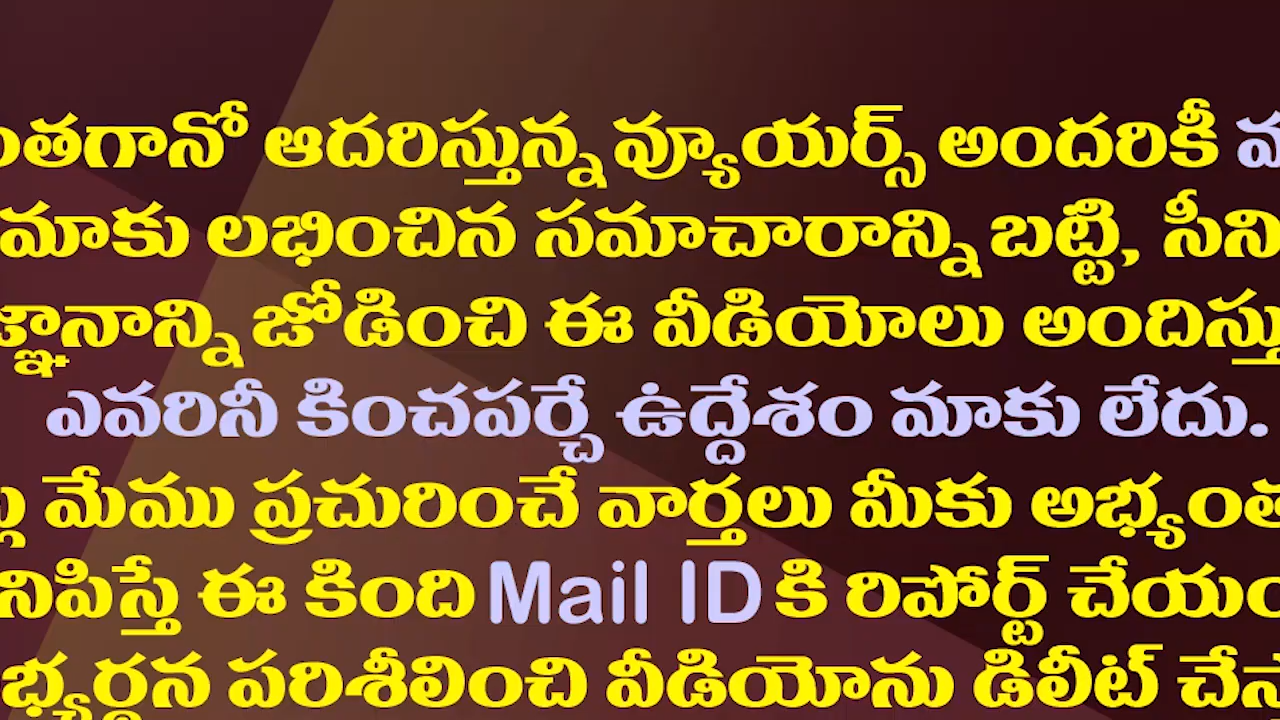 ఆదరిస్తున్న వ్యూయర్స్ అందరికీ
మాకు లభించిన సమాచారాన్ని బట్టి, సీని
జోడించి ఈ వీడియోలు
ఎవరినీ కించపర్చే ఉద్దేశం మాకు లేదు.
మేము ప్రచురించే వార్తలు మీకు
ఈ కింది Mail ID కి రిపోర్ట్
పరిశీలించి వీడియోను డిలీట్